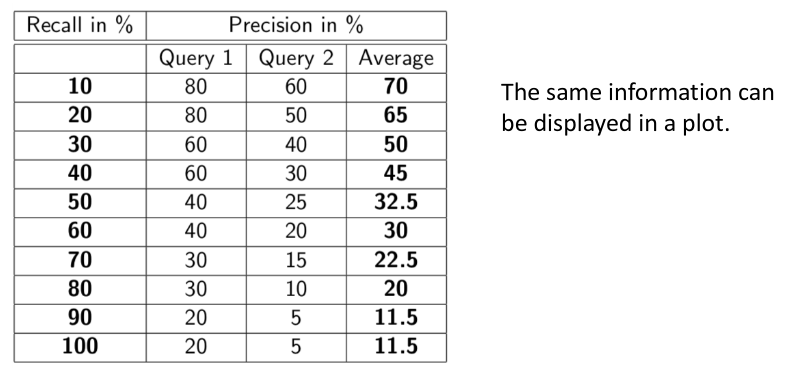 Recall in % Precision in %
Query 1 Query 2 Average
10 80 60 70
20 80 50 65
30 60 40 50
40 60 30 45
50 40 25 32.5
60 40 20 30
70 30 15 22.5
80 30 10 20
90 20 5 11.5
100 20 5 11.5
The same information can
be displayed in a plot.